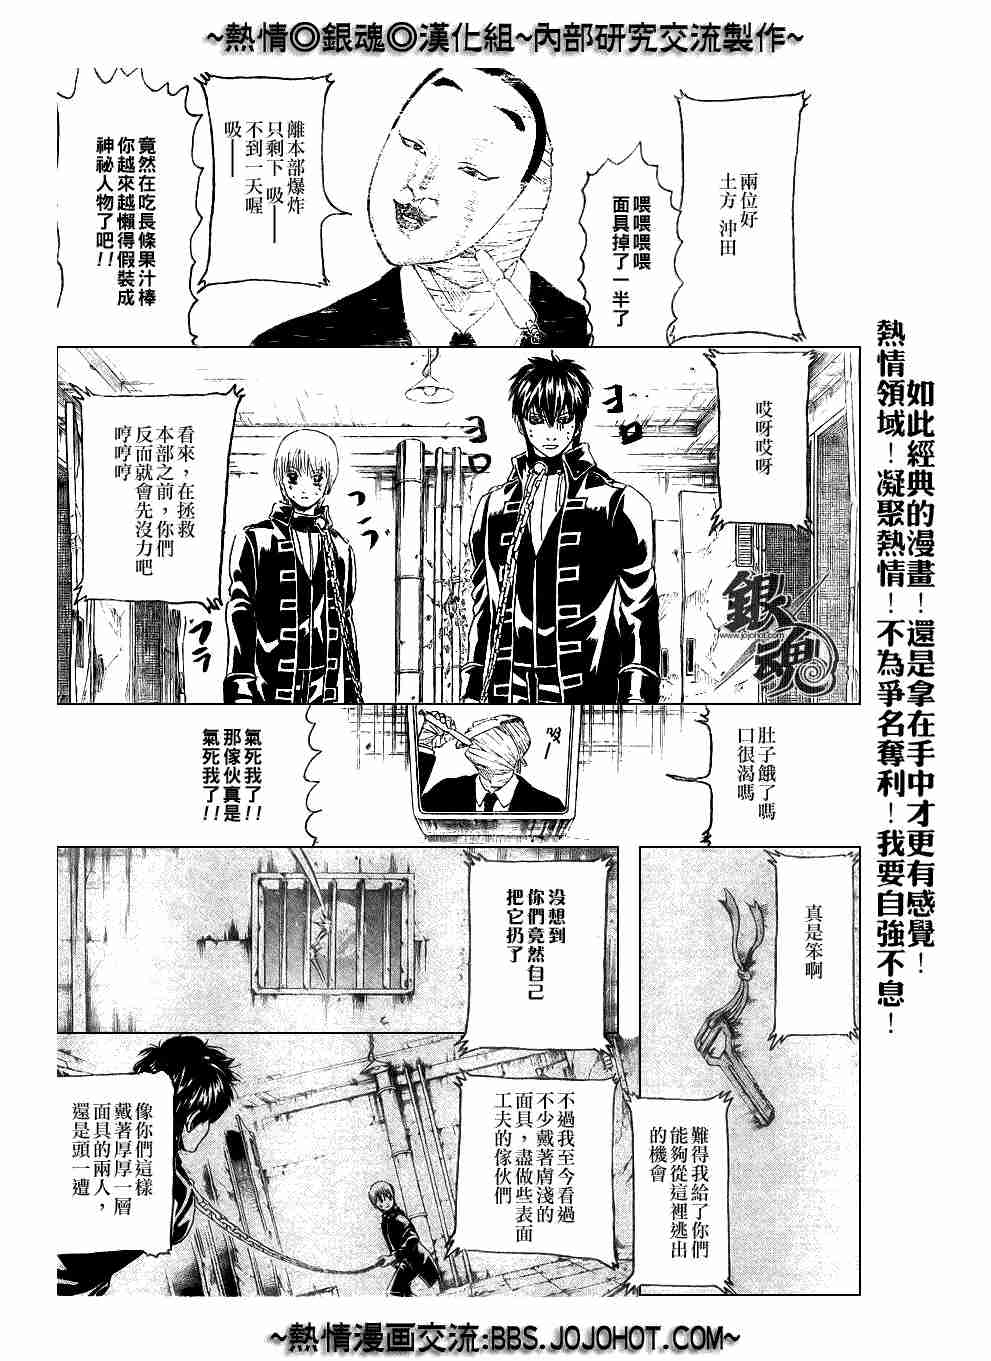 ~熱情◎銀魂◎漢化組~內部研究交流製作~
兩位好
土方 沖田
喂喂喂喂
面具掉了一半了
離本部爆炸
只剩下 吸——
不到一天喔
吸——
竟然在吃長條果汁棒
你越來越懶得假裝成
神祕人物了吧!!
哎呀哎呀
ヨロ
ヨロ
看來，在拯救
本部之前，你們
反而就會先沒力吧
哼哼哼
銀魂
www.jojohot.com
肚子餓了嗎
口很渴嗎
吸—
氣死我了!!
那傢伙真是
氣死我了!!
真是笨啊
難得我給了你們
能夠從這裡逃出
的機會
沒想到
你們竟然自己
把它扔了
不過我至今看過
不少戴著膚淺的
面具，盡做些表面
工夫的傢伙們
像你們這樣
戴著厚厚一層
面具的兩人，
還是頭一遭
如此經典的漫畫！還是拿在手中才更有感覺！
熱情領域！凝聚熱情！不為爭名奪利！我要自強不息！
~熱情漫画交流:BBS.JOJOHOT.COM~